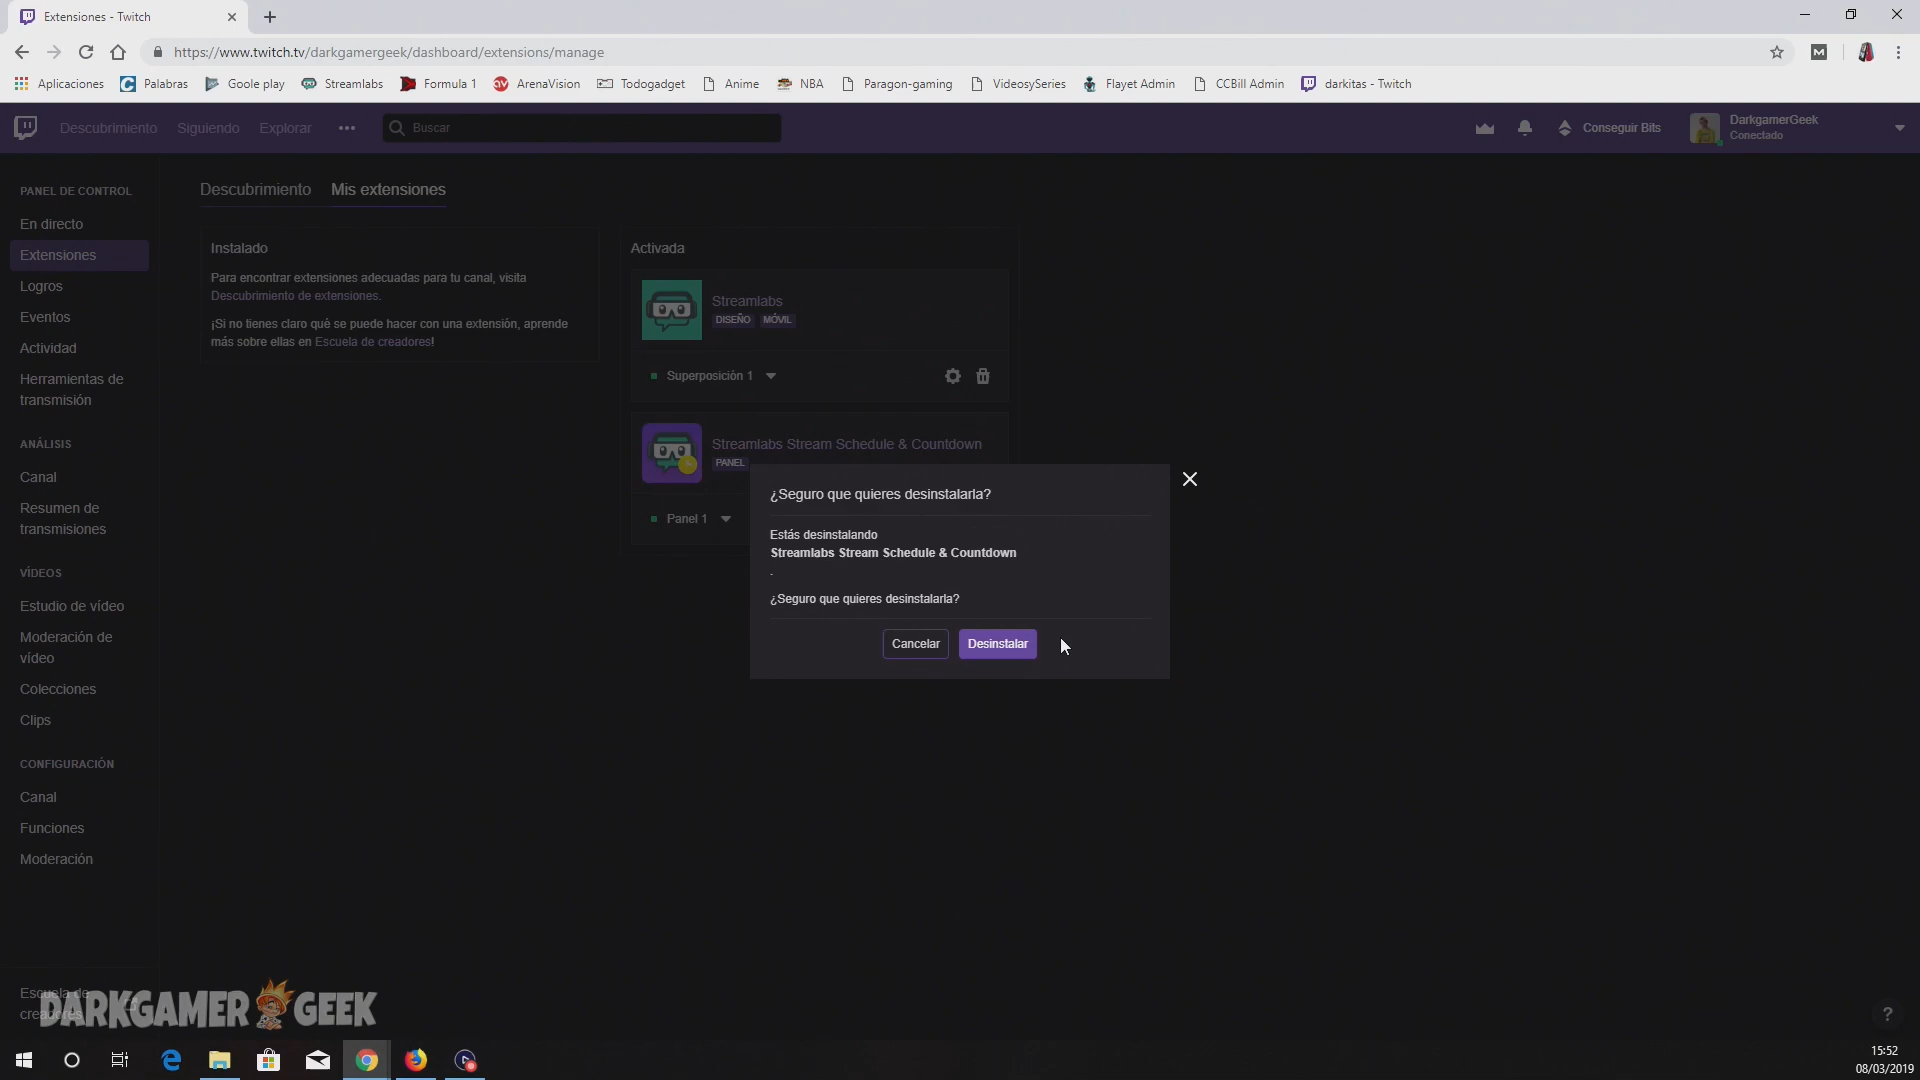 Extensiones - Twitch
https://www.twitch.tv/darkgamergeek/dashboard/extensions/manage
Aplicaciones
Palabras
Goole play
Streamlabs
Formula 1
ArenaVision
Todogadget
Anime
NBA
Paragon-gaming
VideosySeries
Flayet Admin
CCBill Admin
darkitas - Twitch
Descubrimiento
Siguiendo
Explorar
Buscar
Conseguir Bits
DarkgamerGeek
Conectado
PANEL DE CONTROL
En directo
Extensiones
Logros
Eventos
Actividad
Herramientas de
transmisión
ANÁLISIS
Canal
Resumen de
transmisiones
VÍDEOS
Estudio de vídeo
Moderación de
vídeo
Colecciones
Clips
CONFIGURACIÓN
Canal
Funciones
Moderación
Escuela de
creadores
Descubrimiento
Mis extensiones
Instalado
Para encontrar extensiones adecuadas para tu canal, visita
Descubrimiento de extensiones.
¡Si no tienes claro qué se puede hacer con una extensión, aprende
más sobre ellas en Escuela de creadores!
Activada
Streamlabs
DISEÑO
MÓVIL
Superposición 1
Streamlabs Stream Schedule & Countdown
PANEL
Panel 1
¿Seguro que quieres desinstalarla?
Estás desinstalando
Streamlabs Stream Schedule & Countdown
.
¿Seguro que quieres desinstalarla?
Cancelar
Desinstalar
DARKGAMER GEEK
?
15:52
08/03/2019